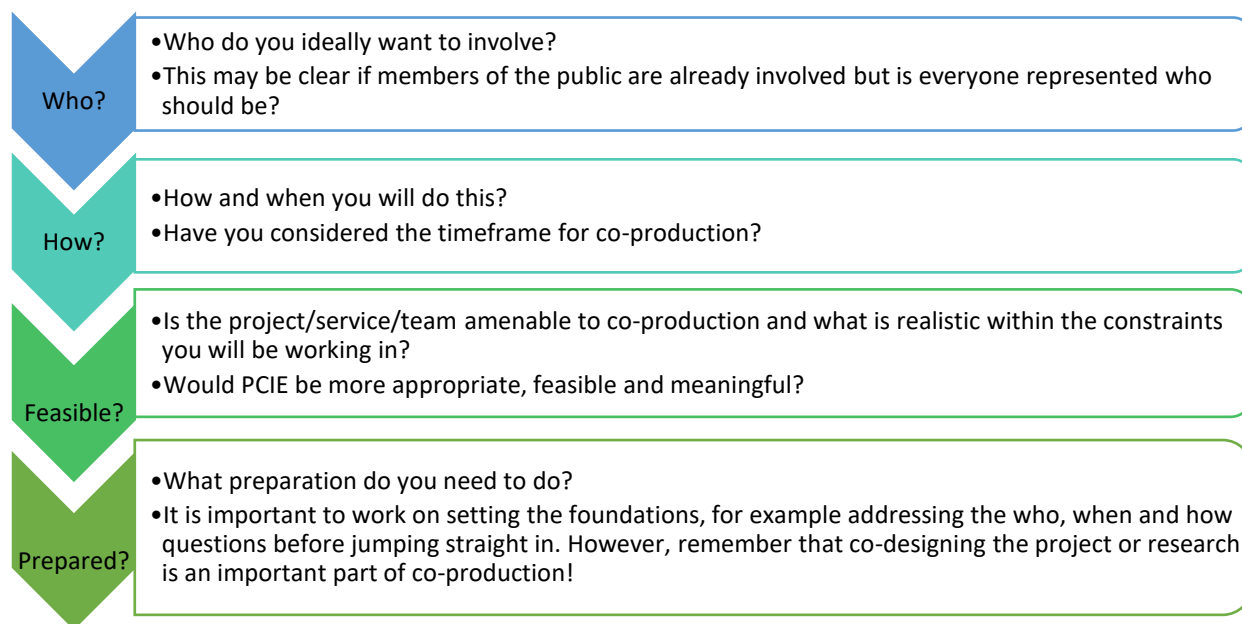 Who?
•Who do you ideally want to involve?
•This may be clear if members of the public are already involved but is everyone represented who
should be?
How?
•How and when you will do this?
•Have you considered the timeframe for co-production?
Feasible?
•Is the project/service/team amenable to co-production and what is realistic within the constraints
you will be working in?
•Would PCIE be more appropriate, feasible and meaningful?
Prepared?
•What preparation do you need to do?
•It is important to work on setting the foundations, for example addressing the who, when and how
questions before jumping straight in. However, remember that co-designing the project or research
is an important part of co-production!